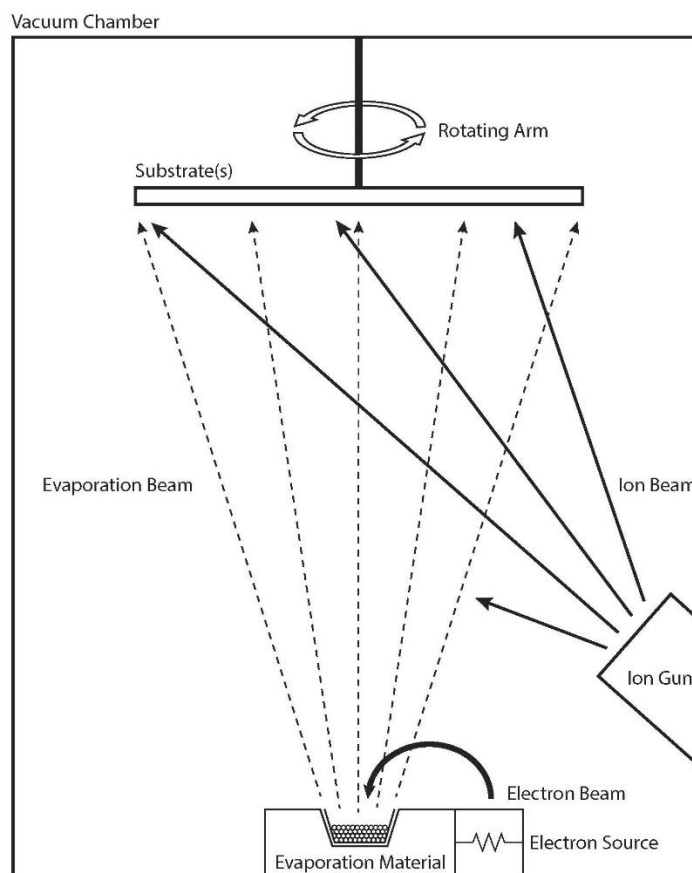 Vacuum Chamber
Rotating Arm
Substrate(s)
Evaporation Beam
Ion Beam
Ion Gun
Electron Beam
Electron Source
Evaporation Material